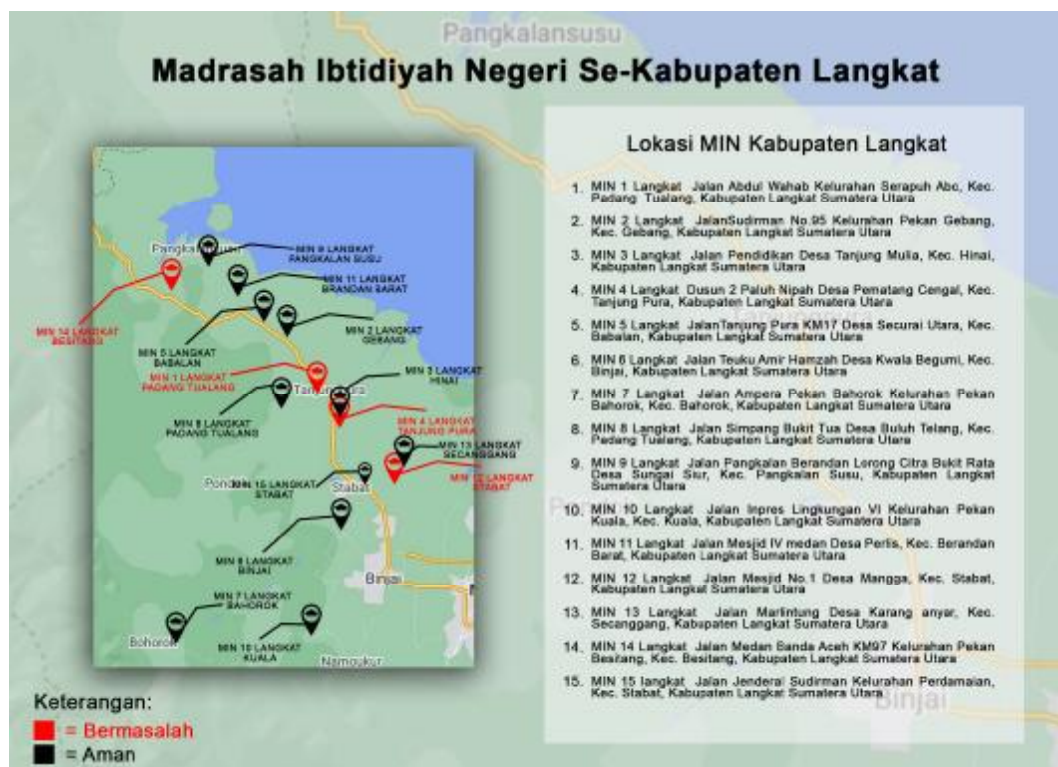 Pangkalansusu
Madrasah Ibtidiyah Negeri Se-Kabupaten Langkat
MIN 9 LANGKAT
PANGKALAN SUSU
MIN 11 LANGKAT
BRANDAN BARAT
MIN 14 LANGKAT
BESITANG
MIN 2 LANGKAT
GEBANG
MIN 5 LANGKAT
BABALAN
MIN 1 LANGKAT
PADANG TUALANG
MIN 3 LANGKAT
HINAI
MIN 8 LANGKAT
PADANG TUALANG
MIN 4 LANGKAT
TANJUNG PURA
MIN 13 LANGKAT
SECANGGANG
MIN 15 LANGKAT
STABAT
Stabat
MIN 12 LANGKAT
STABAT
MIN 6 LANGKAT
BINJAI
Binjai
MIN 7 LANGKAT
BAHOROK
Bohorok
MIN 10 LANGKAT
KUALA
Namoukur
Keterangan:
= Bermasalah
= Aman
Lokasi MIN Kabupaten Langkat
1. MIN 1 Langkat Jalan Abdul Wahab Kelurahan Serapuh Abc, Kec.
Padang Tualang, Kabupaten Langkat Sumatera Utara
2. MIN 2 Langkat JalanSudirman No.95 Kelurahan Pekan Gebang,
Kec. Gebang, Kabupaten Langkat Sumatera Utara
3. MIN 3 Langkat Jalan Pendidikan Desa Tanjung Mulia, Kec. Hinai,
Kabupaten Langkat Sumatera Utara
4. MIN 4 Langkat Dusun 2 Paluh Nipah Desa Pematang Cengal, Kec.
Tanjung Pura, Kabupaten Langkat Sumatera Utara
5. MIN 5 Langkat JalanTanjung Pura KM17 Desa Securai Utara, Kec.
Babalan, Kabupaten Langkat Sumatera Utara
6. MIN 6 Langkat Jalan Teuku Amir Hamzah Desa Kwala Begumi, Kec.
Binjai, Kabupaten Langkat Sumatera Utara
7. MIN 7 Langkat Jalan Ampera Pekan Bahorok Kelurahan Pekan
Bahorok, Kec. Bahorok, Kabupaten Langkat Sumatera Utara
8. MIN 8 Langkat Jalan Simpang Bukit Tua Desa Buluh Telang, Kec.
Padang Tualang, Kabupaten Langkat Sumatera Utara
9. MIN 9 Langkat Jalan Pangkalan Berandan Lorong Citra Bukit Rata
Desa Sungai Siur, Kec. Pangkalan Susu, Kabupaten Langkat
Sumatera Utara
10. MIN 10 Langkat Jalan Inpres Lingkungan VI Kelurahan Pekan
Kuala, Kec. Kuala, Kabupaten Langkat Sumatera Utara
11. MIN 11 Langkat Jalan Mesjid IV medan Desa Perlis, Kec. Berandan
Barat, Kabupaten Langkat Sumatera Utara
12. MIN 12 Langkat Jalan Mesjid No.1 Desa Mangga, Kec. Stabat,
Kabupaten Langkat Sumatera Utara
13. MIN 13 Langkat Jalan Marlintung Desa Karang anyar, Kec.
Secanggang, Kabupaten Langkat Sumatera Utara
14. MIN 14 Langkat Jalan Medan Banda Aceh KM97 Kelurahan Pekan
Besitang, Kec. Besitang, Kabupaten Langkat Sumatera Utara
15. MIN 15 langkat Jalan Jenderal Sudirman Kelurahan Perdamaian,
Kec. Stabat, Kabupaten Langkat Sumatera Utara
Binjai